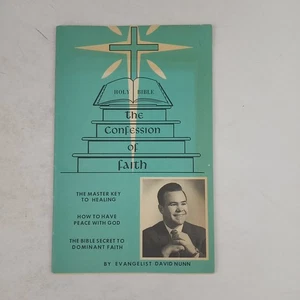 HOLY BIBLE
the
Confession
of
faith
THE MASTER KEY
TO HEALING
HOW TO HAVE
PEACE WITH GOD
THE BIBLE SECRET TO
DOMINANT FAITH
BY EVANGELIST DAVID NUNN